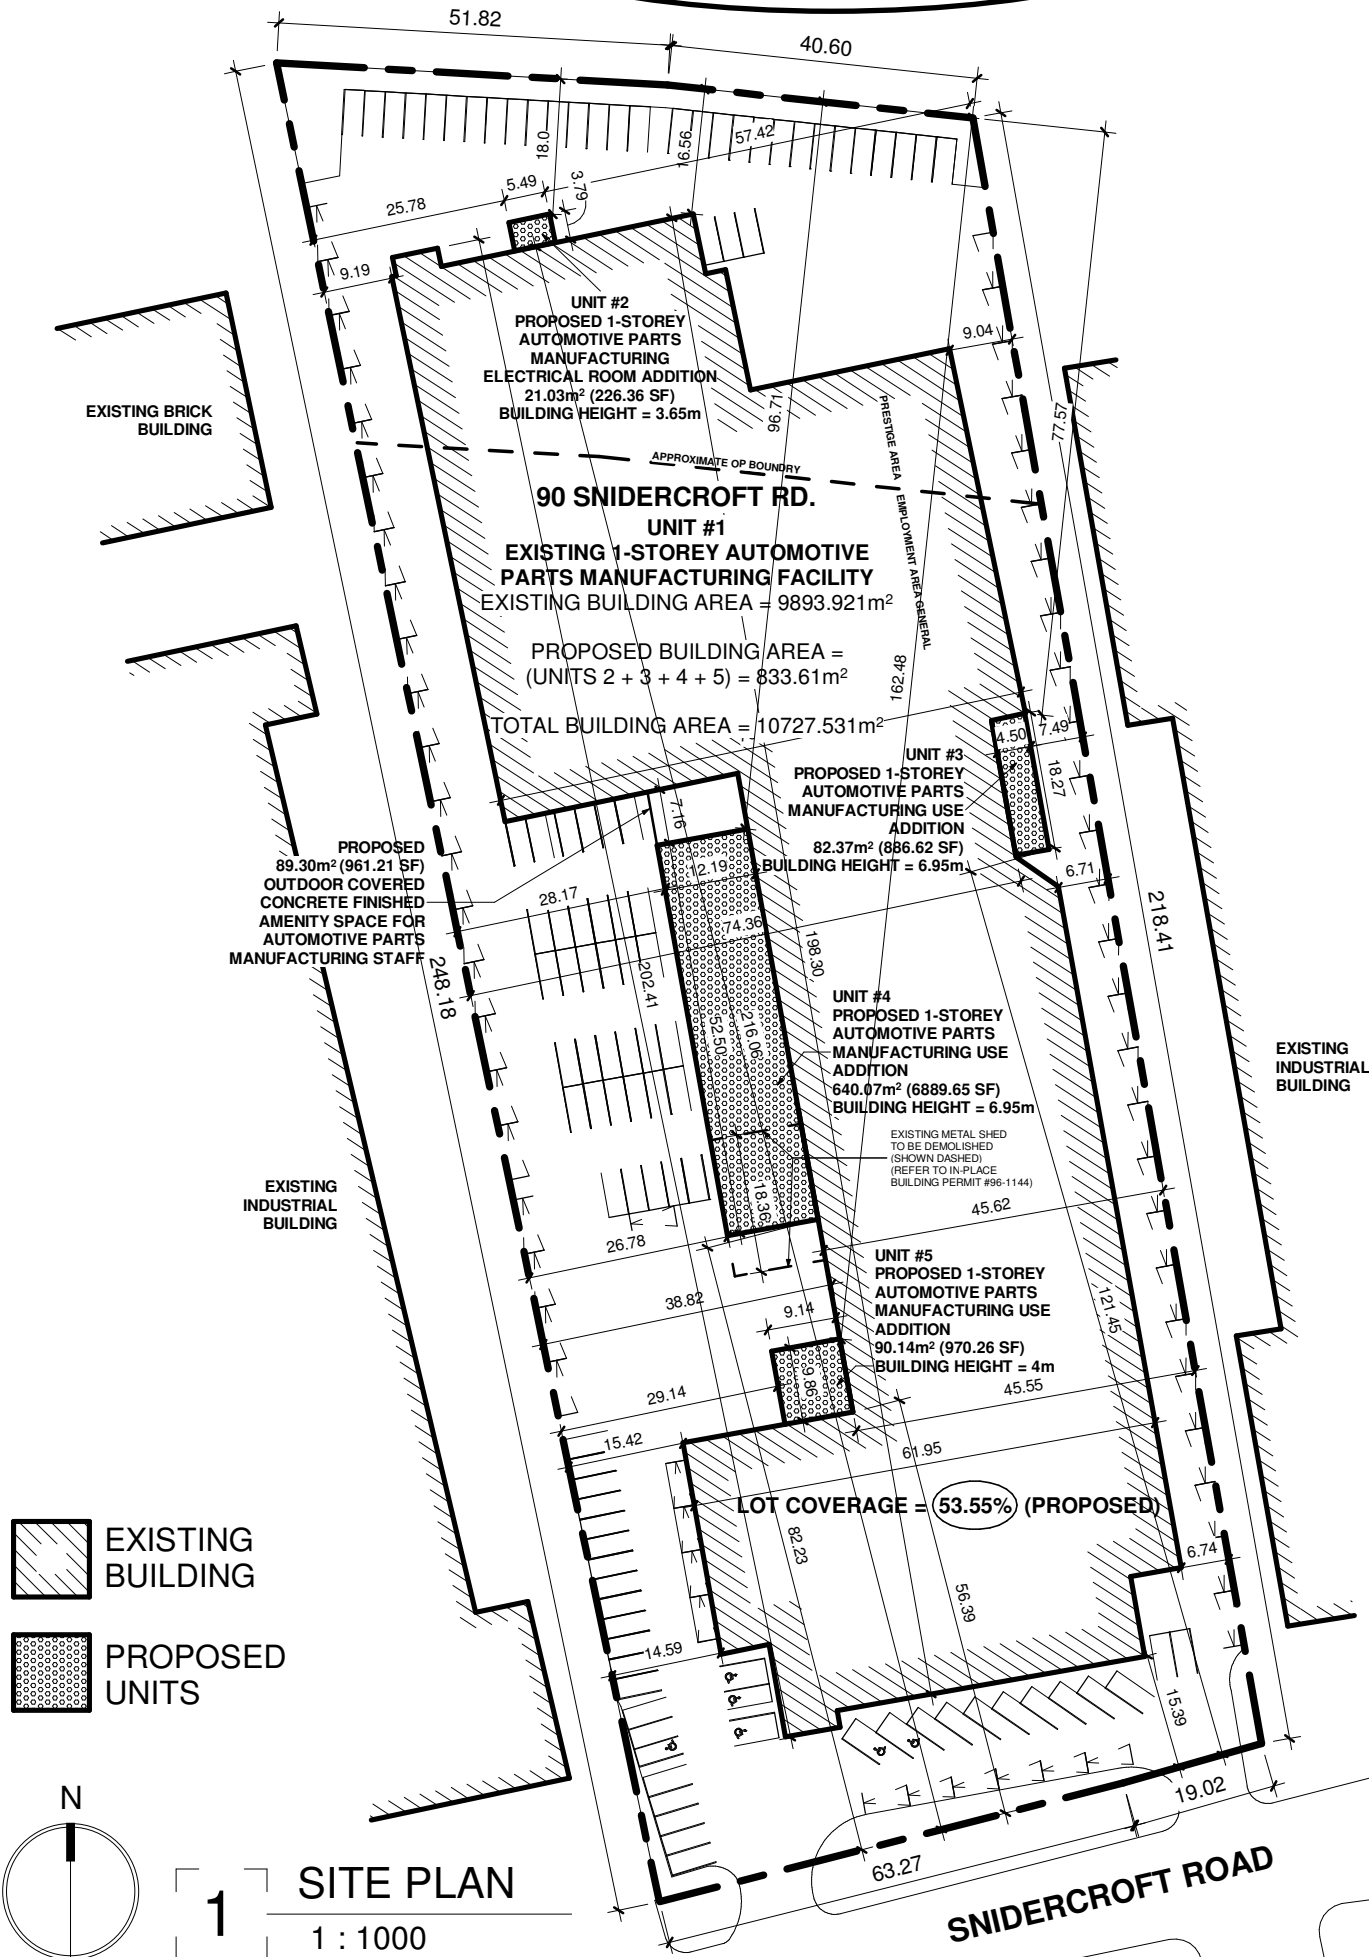 51.82
40.60
18.0
16.56
57.42
5.49
3.79
25.78
9.19
UNIT #2
PROPOSED 1-STOREY
AUTOMOTIVE PARTS
MANUFACTURING
ELECTRICAL ROOM ADDITION
21.03m² (226.36 SF)
BUILDING HEIGHT = 3.65m
9.04
77.57
96.71
EXISTING BRICK
BUILDING
PRESTIGE AREA
EMPLOYMENT AREA GENERAL
APPROXIMATE OP BOUNDRY
90 SNIDERCROFT RD.
UNIT #1
EXISTING 1-STOREY AUTOMOTIVE
PARTS MANUFACTURING FACILITY
EXISTING BUILDING AREA = 9893.921m²
PROPOSED BUILDING AREA =
(UNITS 2 + 3 + 4 + 5) = 833.61m²
162.48
TOTAL BUILDING AREA = 10727.531m²
4.50
7.49
18.27
UNIT #3
PROPOSED 1-STOREY
AUTOMOTIVE PARTS
MANUFACTURING USE
ADDITION
82.37m² (886.62 SF)
BUILDING HEIGHT = 6.95m
7.16
12.19
6.71
PROPOSED
89.30m² (961.21 SF)
OUTDOOR COVERED
CONCRETE FINISHED
AMENITY SPACE FOR
AUTOMOTIVE PARTS
MANUFACTURING STAFF
28.17
74.36
198.30
218.41
248.18
202.41
52.50
216.06
UNIT #4
PROPOSED 1-STOREY
AUTOMOTIVE PARTS
MANUFACTURING USE
ADDITION
640.07m² (6889.65 SF)
BUILDING HEIGHT = 6.95m
EXISTING
INDUSTRIAL
BUILDING
EXISTING METAL SHED
TO BE DEMOLISHED
(SHOWN DASHED)
(REFER TO IN-PLACE
BUILDING PERMIT #96-1144)
EXISTING
INDUSTRIAL
BUILDING
18.36
45.62
26.78
UNIT #5
PROPOSED 1-STOREY
AUTOMOTIVE PARTS
MANUFACTURING USE
ADDITION
90.14m² (970.26 SF)
BUILDING HEIGHT = 4m
38.82
9.14
121.45
9.86
29.14
45.55
15.42
61.95
LOT COVERAGE = 53.55% (PROPOSED)
82.23
6.74
56.39
EXISTING
BUILDING
14.59
15.39
PROPOSED
UNITS
19.02
63.27
SNIDERCROFT ROAD
N
1
SITE PLAN
1 : 1000